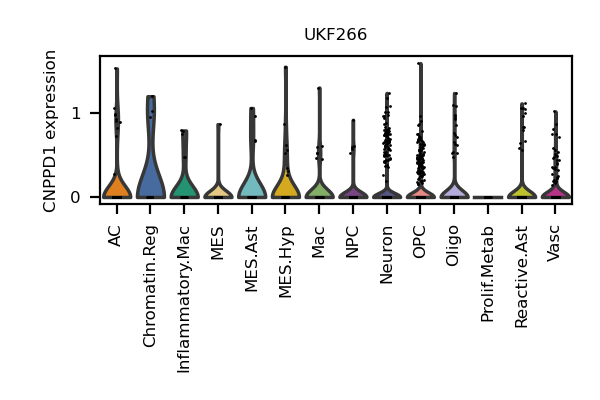 UKF266
CNPPD1 expression
1
0
AC
Chromatin.Reg
Inflammatory.Mac
MES
MES.Ast
MES.Hyp
Mac
NPC
Neuron
OPC
Oligo
Prolif.Metab
Reactive.Ast
Vasc